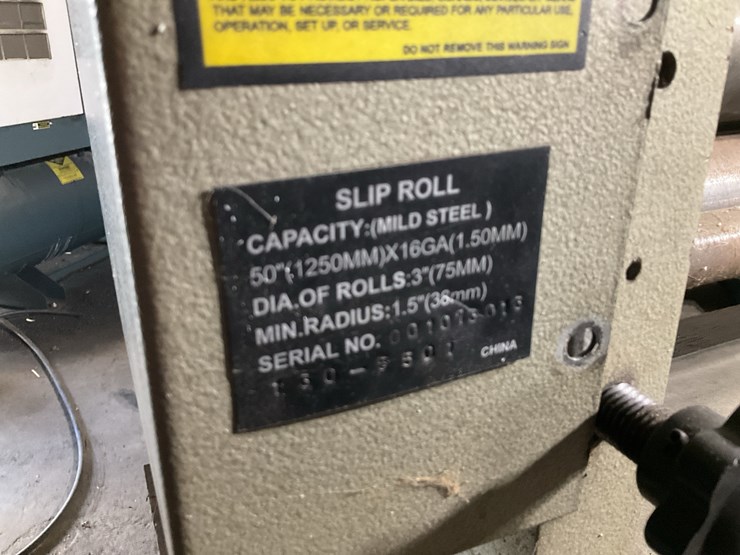 THAT MAY BE NECESSARY OR REQUIRED FOR ANY PARTICULAR USE,
OPERATION, SET UP, OR SERVICE.
DO NOT REMOVE THIS WARNING SIGN
SLIP ROLL
CAPACITY:(MILD STEEL)
50"(1250MM)X16GA(1.50MM)
DIA.OF ROLLS:3"(75MM)
MIN.RADIUS:1.5"(38mm)
SERIAL NO.
CHINA